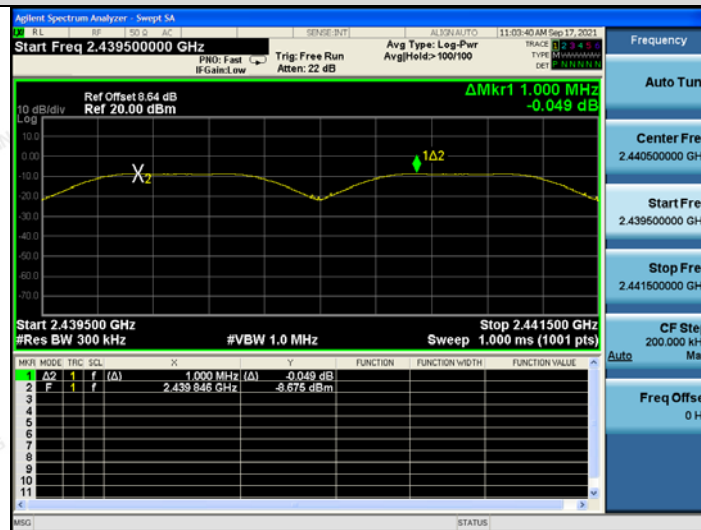 Agilent Spectrum Analyzer - Swept SA
RL RF 50 Ω AC SENSE:INT ALIGN AUTO 11:03:40 AM Sep 17, 2021
Start Freq 2.439500000 GHz
PNO: Fast
IFGain:Low
Trig: Free Run
Atten: 22 dB
Avg Type: Log-Pwr
Avg|Hold:>100/100
TRACE 1 2 3 4 5 6
TYPE M
DET P N N N N N
Ref Offset 8.64 dB
Ref 20.00 dBm
ΔMkr1 1.000 MHz
-0.049 dB
10 dB/div
Log
10.0
0.00
-10.0
-20.0
-30.0
-40.0
-50.0
-60.0
-70.0
X2
1Δ2
Start 2.439500 GHz
Stop 2.441500 GHz
#Res BW 300 kHz
#VBW 1.0 MHz
Sweep 1.000 ms (1001 pts)
MKR MODE TRC SCL X Y FUNCTION FUNCTION WIDTH FUNCTION VALUE
1 Δ2 1 f (Δ) 1.000 MHz (Δ) -0.049 dB
2 F 1 f 2.439 846 GHz -8.675 dBm
3
4
5
6
7
8
9
10
11
MSG
STATUS
Frequency
Auto Tun
Center Fre
2.440500000 GH
Start Fre
2.439500000 GH
Stop Fre
2.441500000 GH
CF Ste
200.000 kH
Auto Ma
Freq Offse
0 H